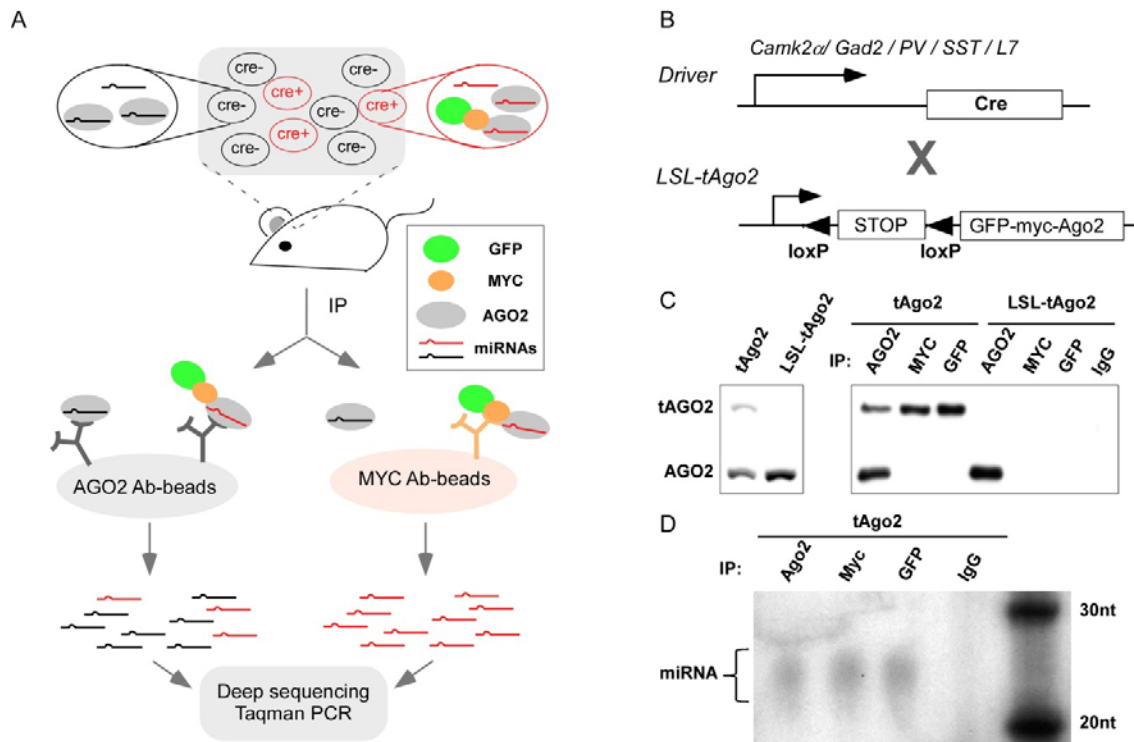 A
cre-
cre-
cre+
cre-
cre-
cre+
cre+
cre-
cre-
GFP
MYC
AGO2
miRNAs
IP
AGO2 Ab-beads
MYC Ab-beads
Deep sequencing
Taqman PCR
B
Camk2α/ Gad2 / PV / SST / L7
Driver
Cre
X
LSL-tAgo2
STOP
GFP-myc-Ago2
loxP
loxP
C
tAgo2
LSL-tAgo2
tAgo2
LSL-tAgo2
IP:
AGO2
MYC
GFP
AGO2
MYC
GFP
IgG
tAGO2
AGO2
D
tAgo2
IP:
Ago2
Myc
GFP
IgG
30nt
miRNA
20nt